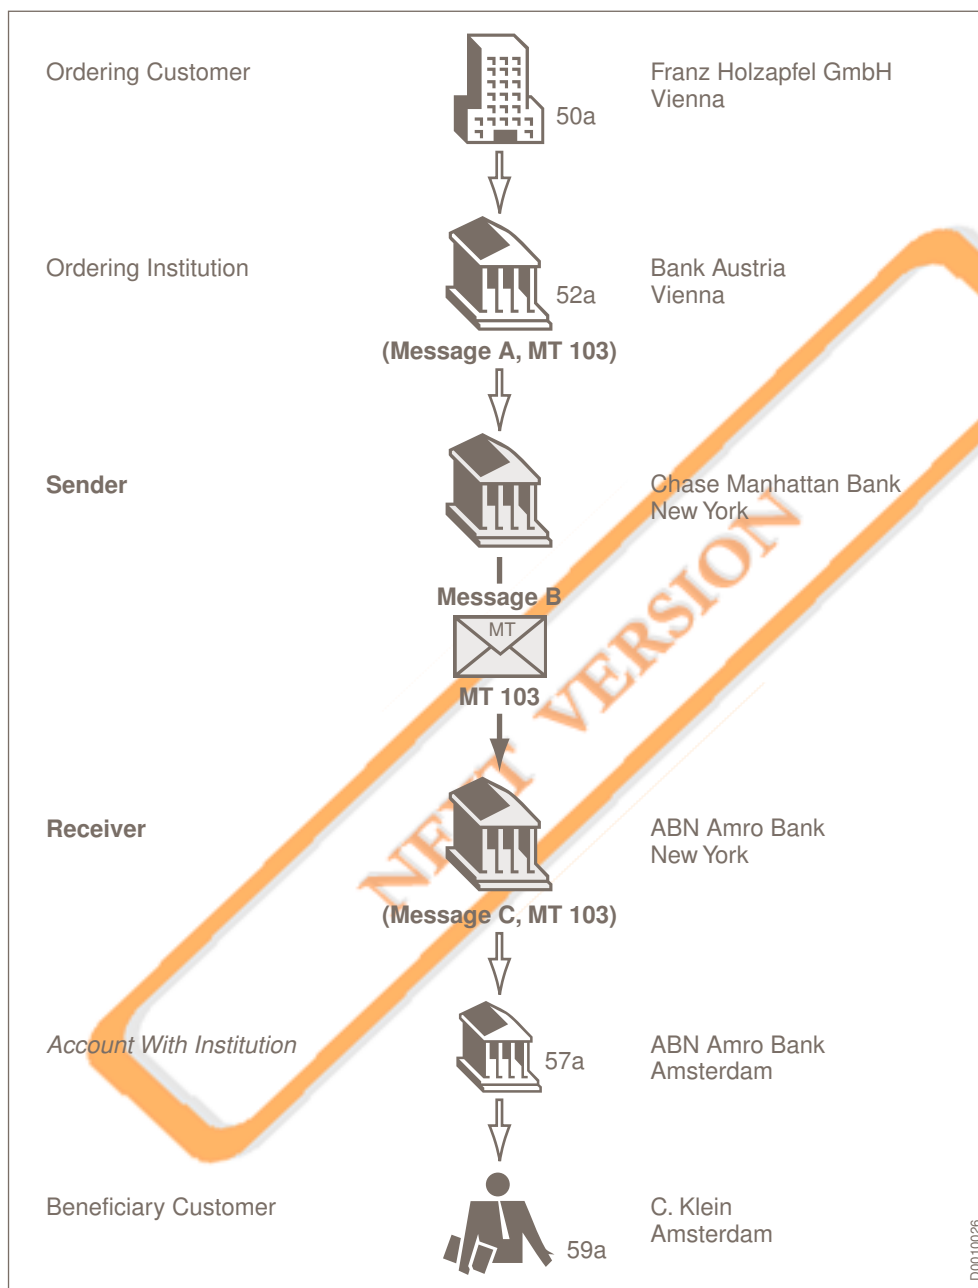 Ordering Customer
50a
Franz Holzapfel GmbH
Vienna
Ordering Institution
52a
Bank Austria
Vienna
(Message A, MT 103)
Sender
Chase Manhattan Bank
New York
Message B
MT
MT 103
NEXT VERSION
Receiver
ABN Amro Bank
New York
(Message C, MT 103)
Account With Institution
57a
ABN Amro Bank
Amsterdam
Beneficiary Customer
59a
C. Klein
Amsterdam
D0010026